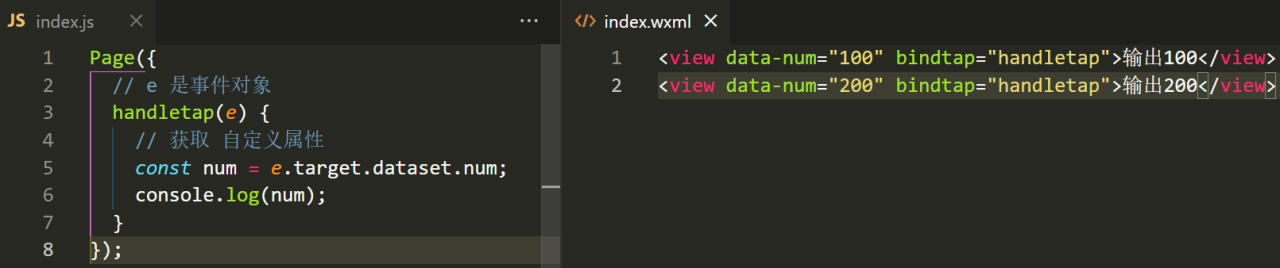 JS index.js × ···
1 Page({
2 // e 是事件对象
3 handletap(e) {
4 // 获取 自定义属性
5 const num = e.target.dataset.num;
6 console.log(num);
7 }
8 });
</> index.wxml ×
1 <view data-num="100" bindtap="handletap">输出100</view>
2 <view data-num="200" bindtap="handletap">输出200</view>